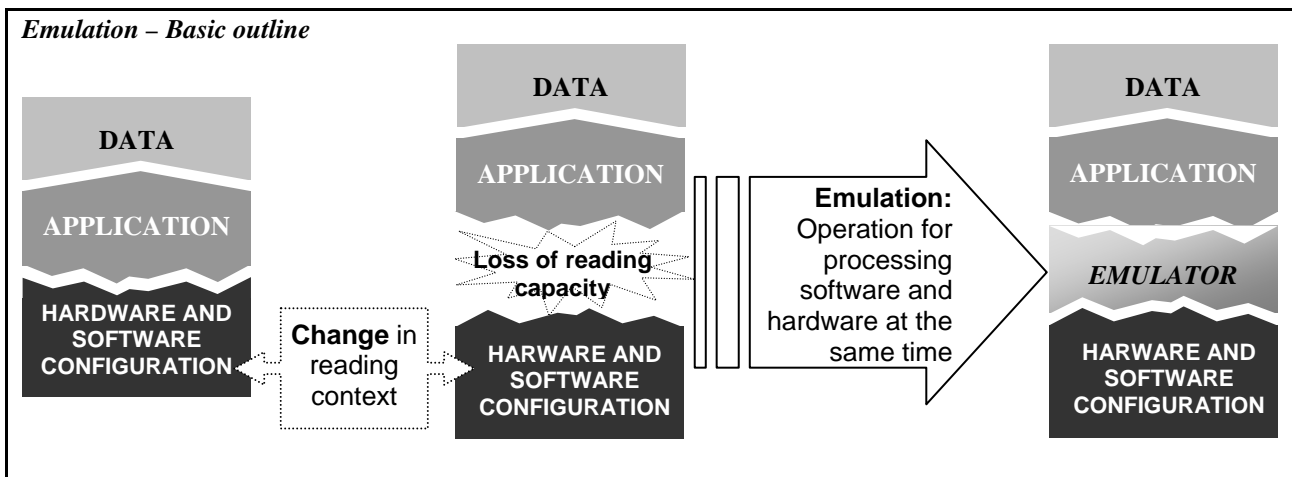 Emulation – Basic outline
DATA
APPLICATION
HARDWARE AND
SOFTWARE
CONFIGURATION
Change in
reading
context
DATA
APPLICATION
Loss of reading
capacity
HARWARE AND
SOFTWARE
CONFIGURATION
Emulation:
Operation for
processing
software and
hardware at the
same time
DATA
APPLICATION
EMULATOR
HARWARE AND
SOFTWARE
CONFIGURATION